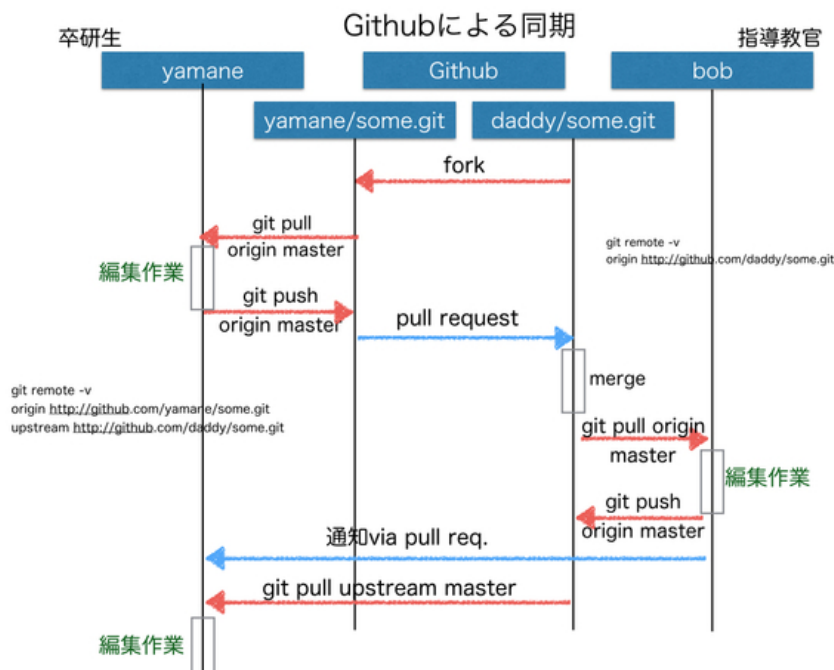 Githubによる同期
卒研生
指導教官
yamane
Github
bob
yamane/some.git
daddy/some.git
fork
git pull
origin master
git remote -v
origin http://github.com/daddy/some.git
編集作業
git push
origin master
pull request
merge
git remote -v
origin http://github.com/yamane/some.git
upstream http://github.com/daddy/some.git
git pull origin
master
編集作業
git push
origin master
通知via pull req.
git pull upstream master
編集作業